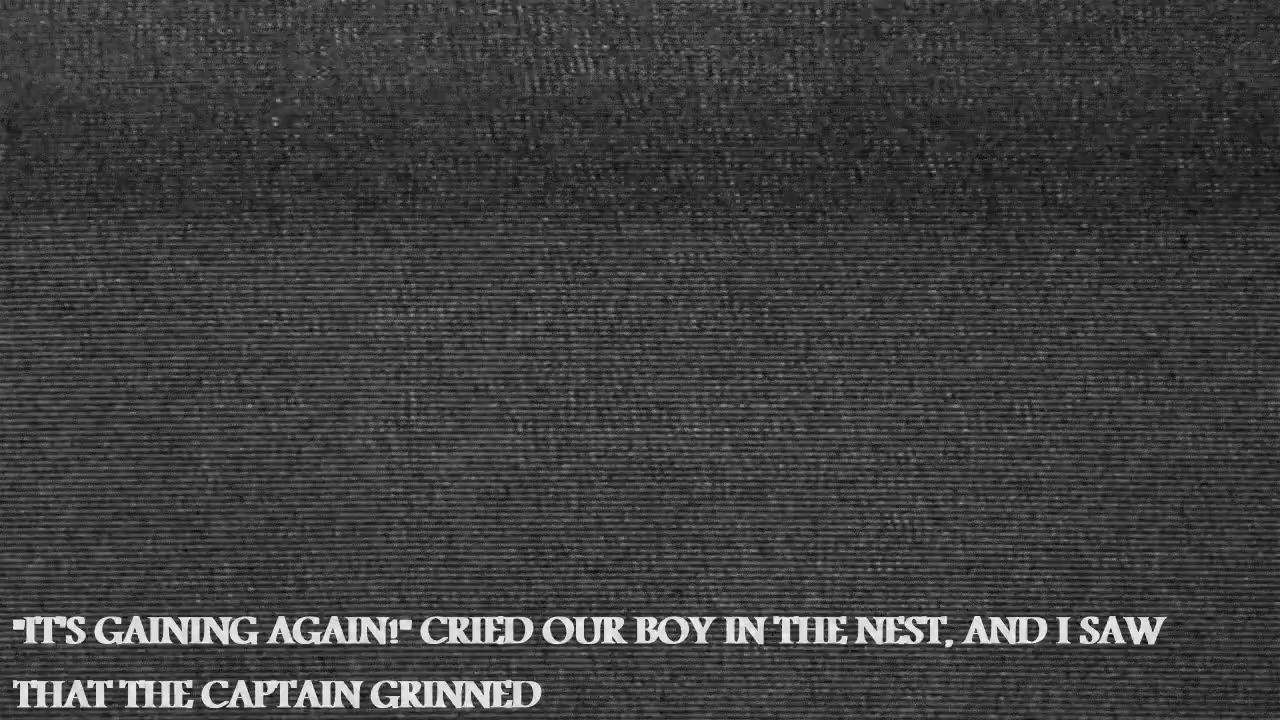 "IT'S GAINING AGAIN!" CRIED OUR BOY IN THE NEST, AND I SAW
THAT THE CAPTAIN GRINNED